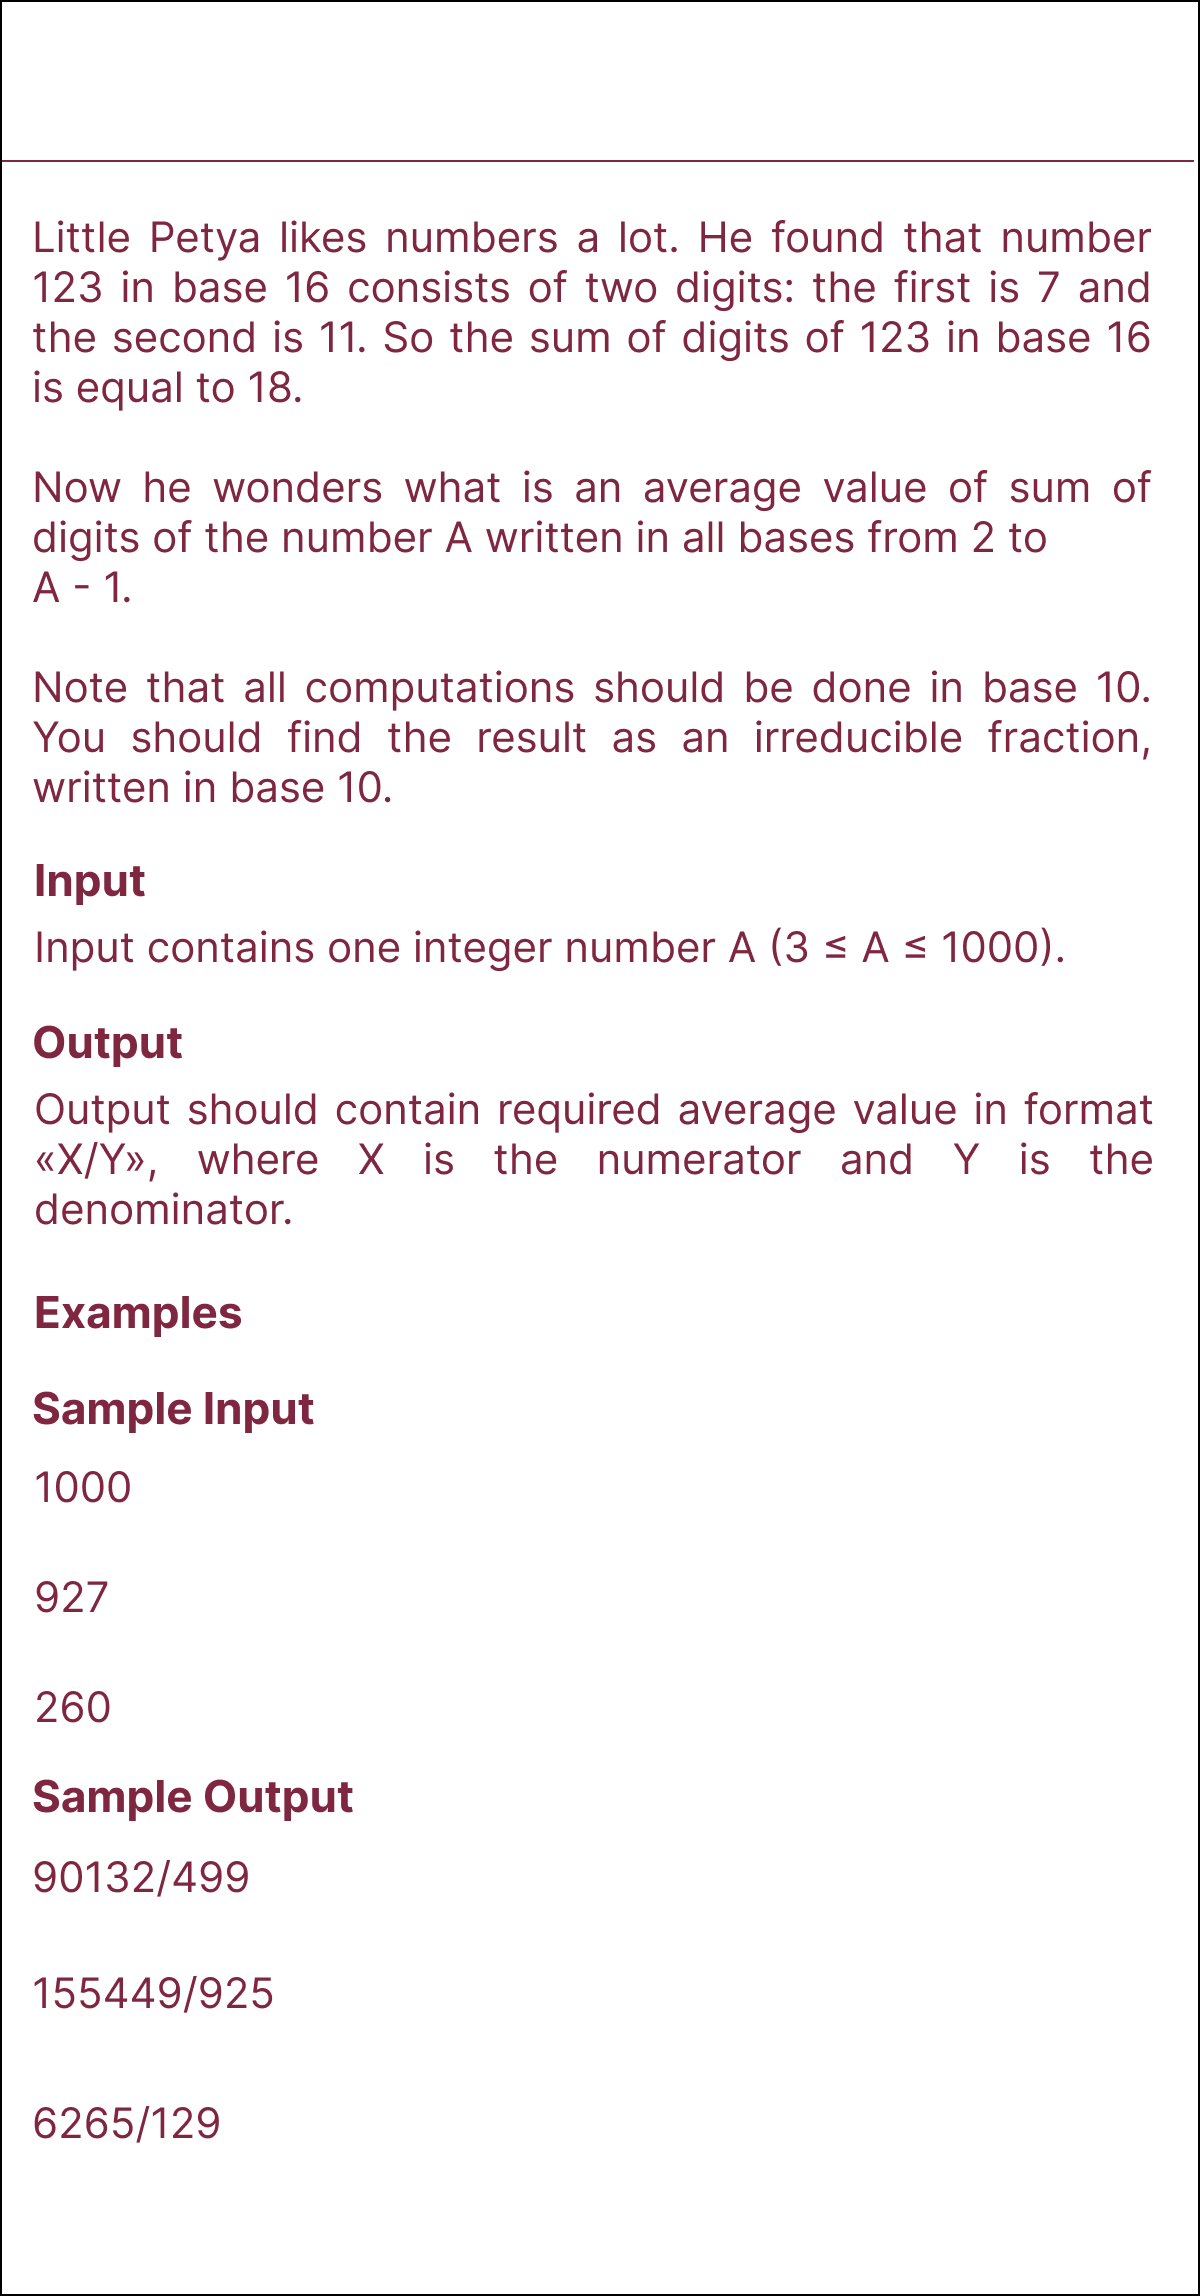 Little Petya likes numbers a lot. He found that number
123 in base 16 consists of two digits: the first is 7 and
the second is 11. So the sum of digits of 123 in base 16
is equal to 18.
Now he wonders what is an average value of sum of
digits of the number A written in all bases from 2 to
A - 1.
Note that all computations should be done in base 10.
You should find the result as an irreducible fraction,
written in base 10.
Input
Input contains one integer number A (3 ≤ A ≤ 1000).
Output
Output should contain required average value in format
«X/Y», where X is the numerator and Y is the
denominator.
Examples
Sample Input
1000
927
260
Sample Output
90132/499
155449/925
6265/129